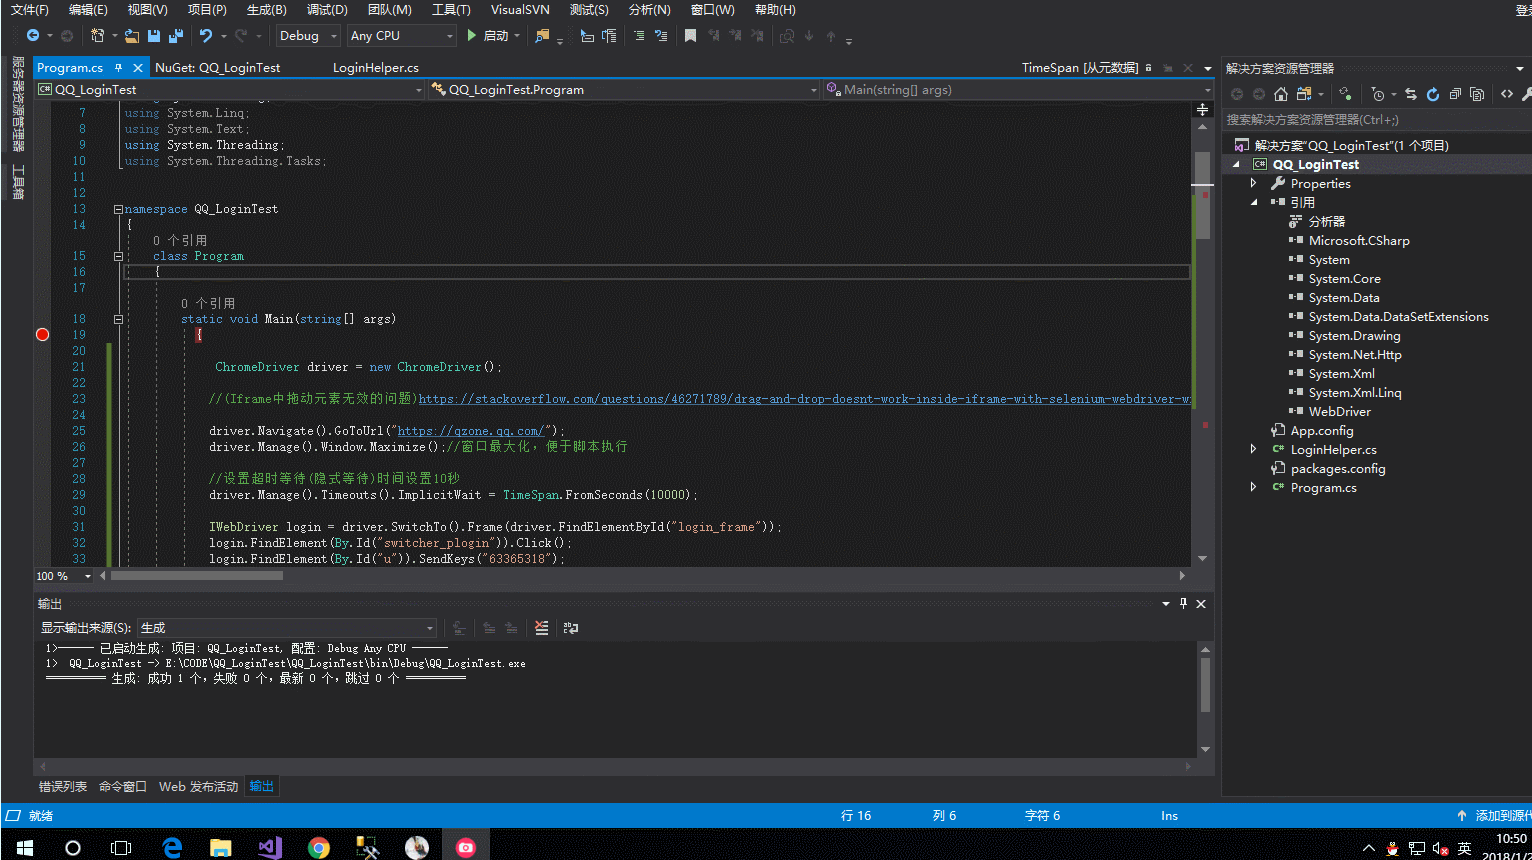 文件(F) 编辑(E) 视图(V) 项目(P) 生成(B) 调试(D) 团队(M) 工具(T) VisualSVN 测试(S) 分析(N) 窗口(W) 帮助(H)
Debug Any CPU 启动
服务器资源管理器
工具箱
Program.cs NuGet: QQ_LoginTest LoginHelper.cs TimeSpan [从元数据]
QQ_LoginTest QQ_LoginTest.Program Main(string[] args)
7 using System.Linq;
8 using System.Text;
9 using System.Threading;
10 using System.Threading.Tasks;
11
12
13 namespace QQ_LoginTest
14 {
0 个引用
15 class Program
16 {
17
0 个引用
18 static void Main(string[] args)
19 {
20
21 ChromeDriver driver = new ChromeDriver();
22
23 //(Iframe中拖动元素无效的问题)https://stackoverflow.com/questions/46271789/drag-and-drop-doesnt-work-inside-iframe-with-selenium-webdriver-w
24
25 driver.Navigate().GoToUrl("https://qzone.qq.com/");
26 driver.Manage().Window.Maximize();//窗口最大化，便于脚本执行
27
28 //设置超时等待(隐式等待)时间设置10秒
29 driver.Manage().Timeouts().ImplicitWait = TimeSpan.FromSeconds(10000);
30
31 IWebDriver login = driver.SwitchTo().Frame(driver.FindElementById("login_frame"));
32 login.FindElement(By.Id("switcher_plogin")).Click();
33 login.FindElement(By.Id("u")).SendKeys("63365318");
100 %
输出
显示输出来源(S): 生成
1>------ 已启动生成: 项目: QQ_LoginTest, 配置: Debug Any CPU ------
1> QQ_LoginTest -> E:\CODE\QQ_LoginTest\QQ_LoginTest\bin\Debug\QQ_LoginTest.exe
========== 生成: 成功 1 个，失败 0 个，最新 0 个，跳过 0 个 ==========
错误列表 命令窗口 Web 发布活动 输出
解决方案资源管理器
搜索解决方案资源管理器(Ctrl+;)
解决方案"QQ_LoginTest"(1 个项目)
QQ_LoginTest
Properties
引用
分析器
Microsoft.CSharp
System
System.Core
System.Data
System.Data.DataSetExtensions
System.Drawing
System.Net.Http
System.Xml
System.Xml.Linq
WebDriver
App.config
LoginHelper.cs
packages.config
Program.cs
就绪 行 16 列 6 字符 6 Ins 添加到源代
英 10:50